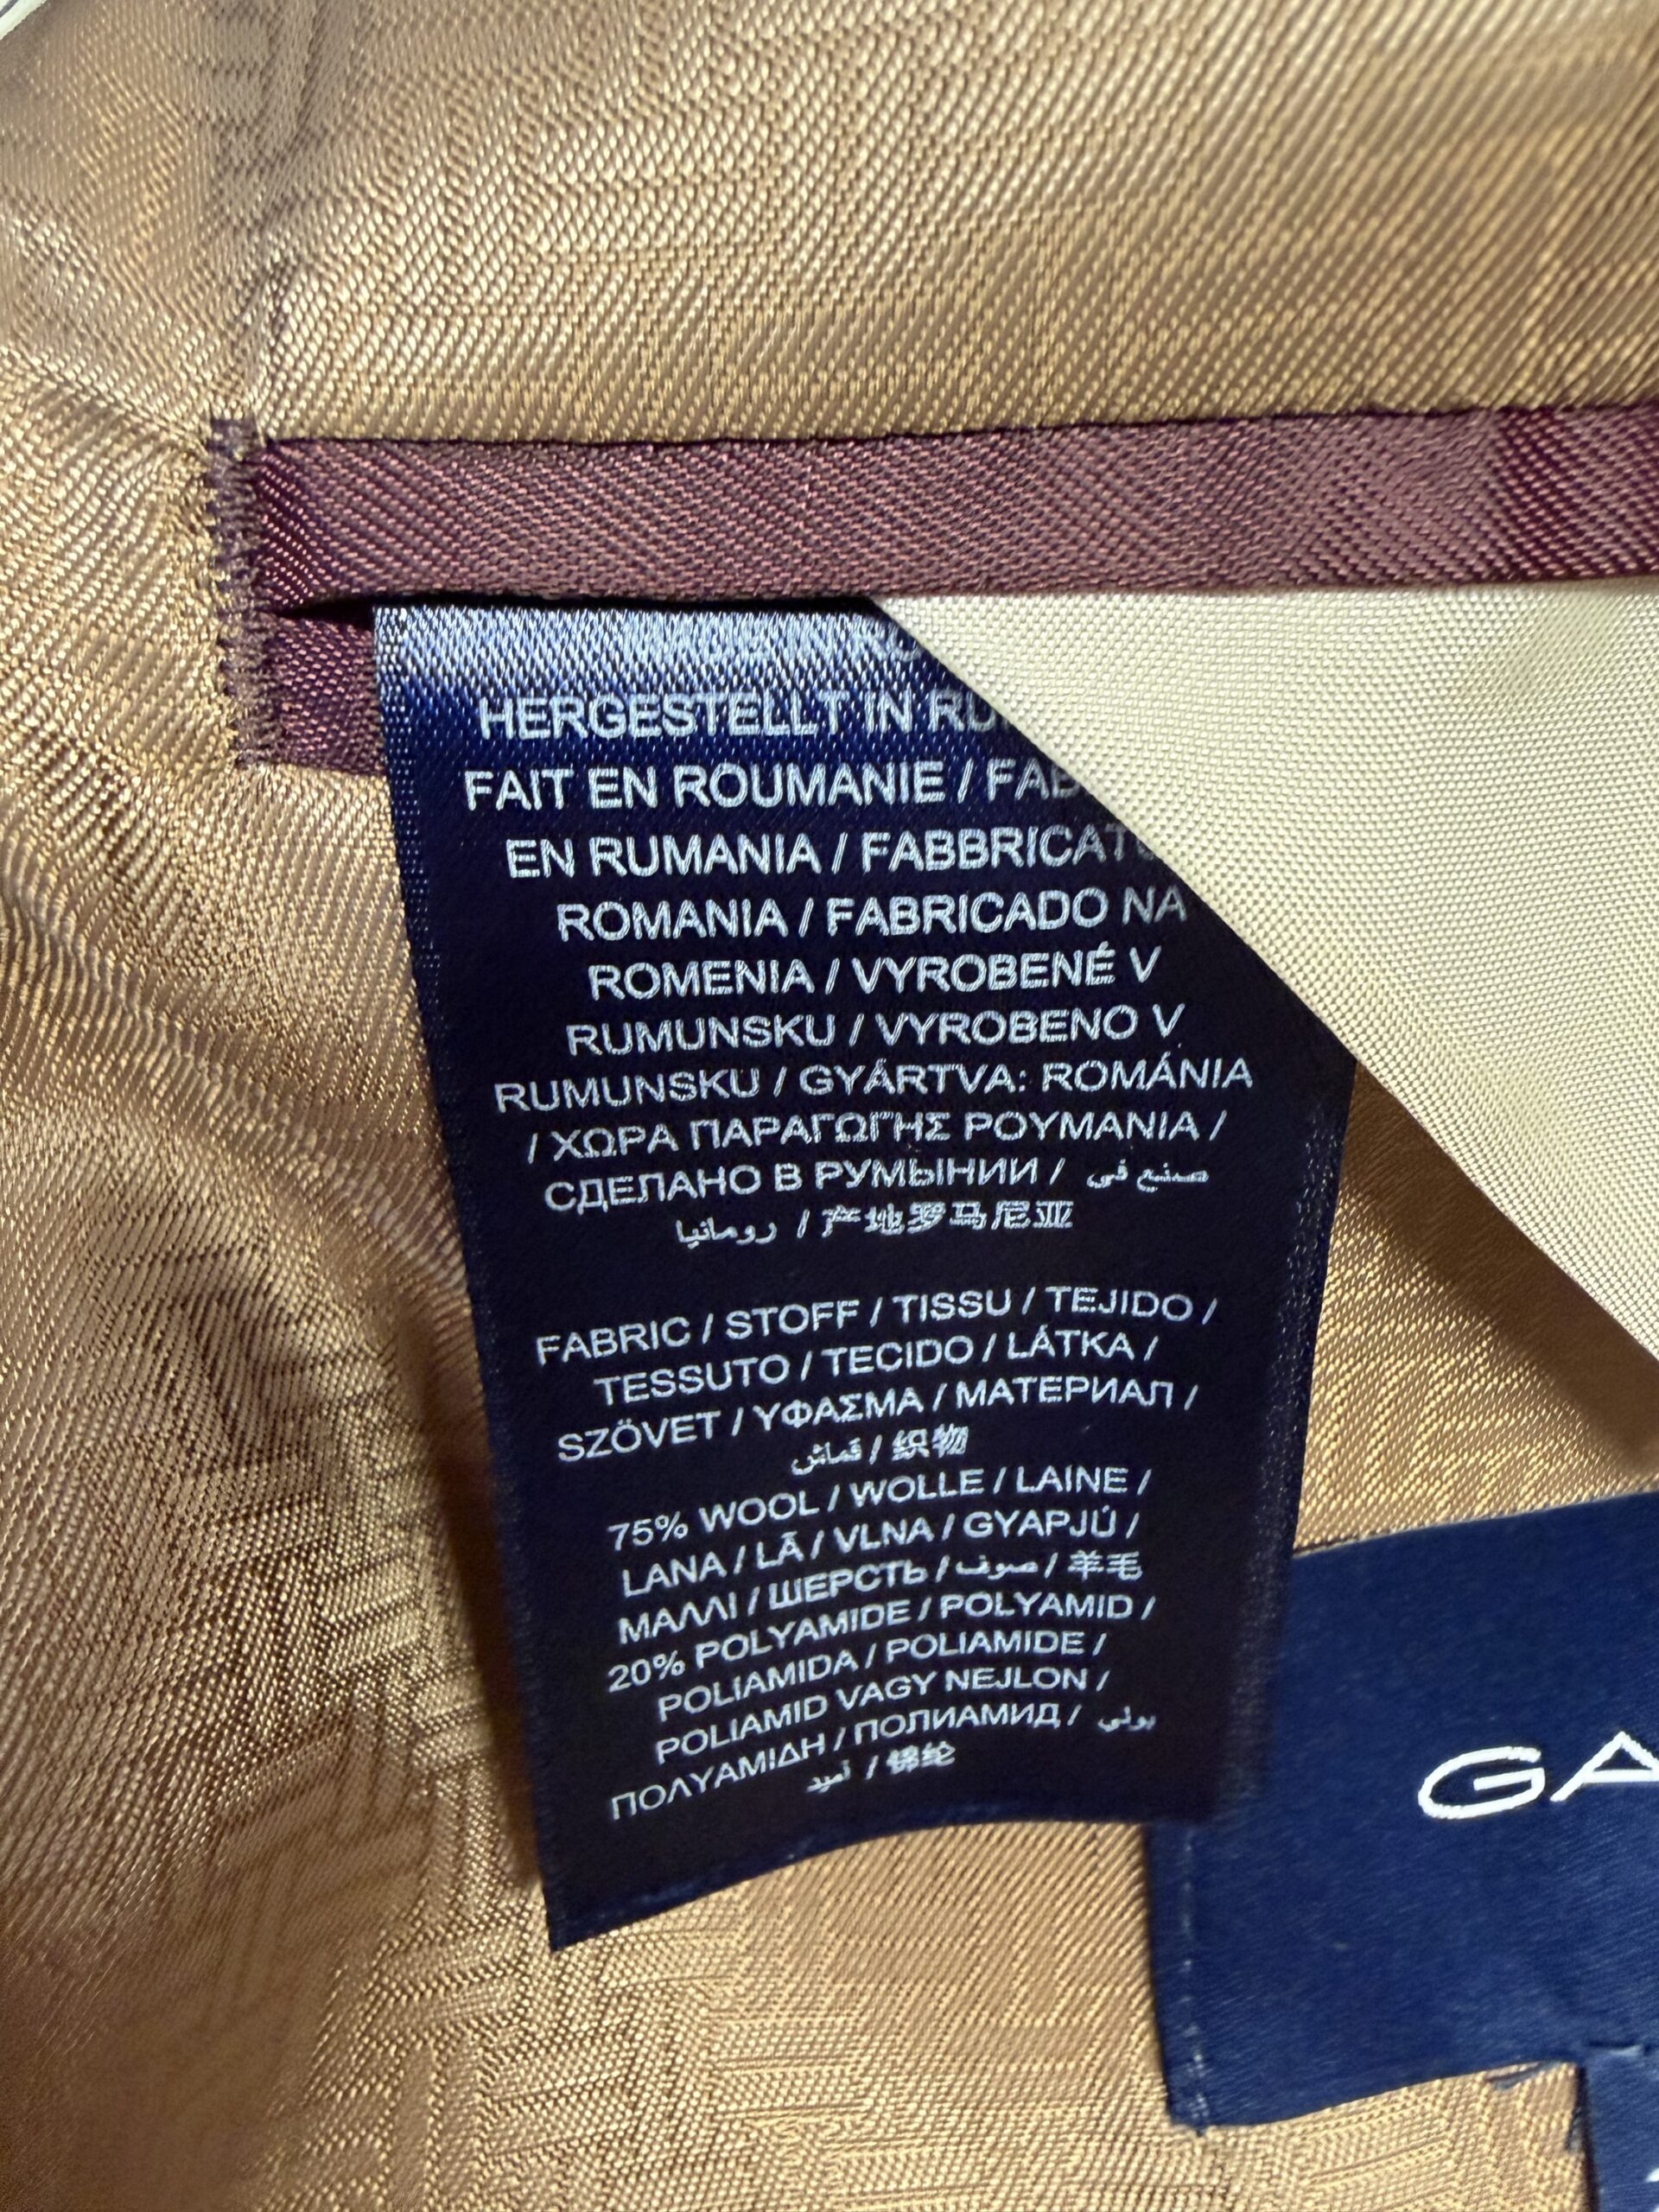 HERGESTELLT IN
FAIT EN ROUMANIE /
EN RUMANIA /
ROMANIA / FABRICADO NA
ROMENIA / VYROBENÉ V
RUMUNSKU / VYROBENO V
RUMUNSKU / GYÁRTVA: ROMÁNIA
/ ΧΩΡΑ ΠΑΡΑΓΩΓΗΣ ΡΟΥΜΑΝΙΑ /
СДЕЛАНО В РУМЫНИИ / صنع في
رومانيا / 产地罗马尼亚
FABRIC / STOFF / TISSU / TEJIDO /
TESSUTO / TECIDO / LÁTKA /
SZÖVET / ΥΦΑΣΜΑ / МАТЕРИАЛ /
قماش / 织物
75% WOOL / WOLLE / LAINE /
LANA / LÃ / VLNA / GYAPJÚ /
ΜΑΛΛΙ / ШЕРСТЬ / صوف / 羊毛
20% POLYAMIDE / POLYAMID /
POLIAMIDA / POLIAMIDE /
POLIAMID VAGY NEJLON /
ΠΟΛΥΑΜΙΔΗ / ПОЛИАМИД / بولي
أميد / 锦纶
GA